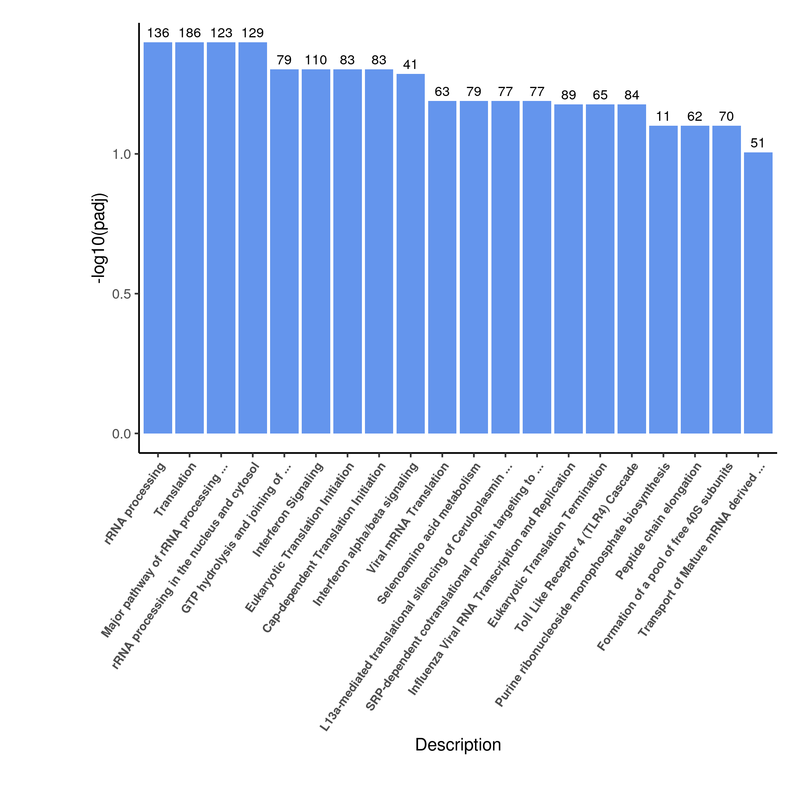 136 186 123 129 79 110 83 83 41 63 79 77 77 89 65 84 11 62 70 51
-log10(padj)
1.0
0.5
0.0
rRNA processing
Translation
Major pathway of rRNA processing ...
rRNA processing in the nucleus and cytosol
GTP hydrolysis and joining of ...
Interferon Signaling
Eukaryotic Translation Initiation
Cap-dependent Translation Initiation
Interferon alpha/beta signaling
Viral mRNA Translation
Selenoamino acid metabolism
L13a-mediated translational silencing of Ceruloplasmin ...
SRP-dependent cotranslational protein targeting to ...
Influenza Viral RNA Transcription and Replication
Eukaryotic Translation Termination
Toll Like Receptor 4 (TLR4) Cascade
Purine ribonucleoside monophosphate biosynthesis
Peptide chain elongation
Formation of a pool of free 40S subunits
Transport of Mature mRNA derived ...
Description